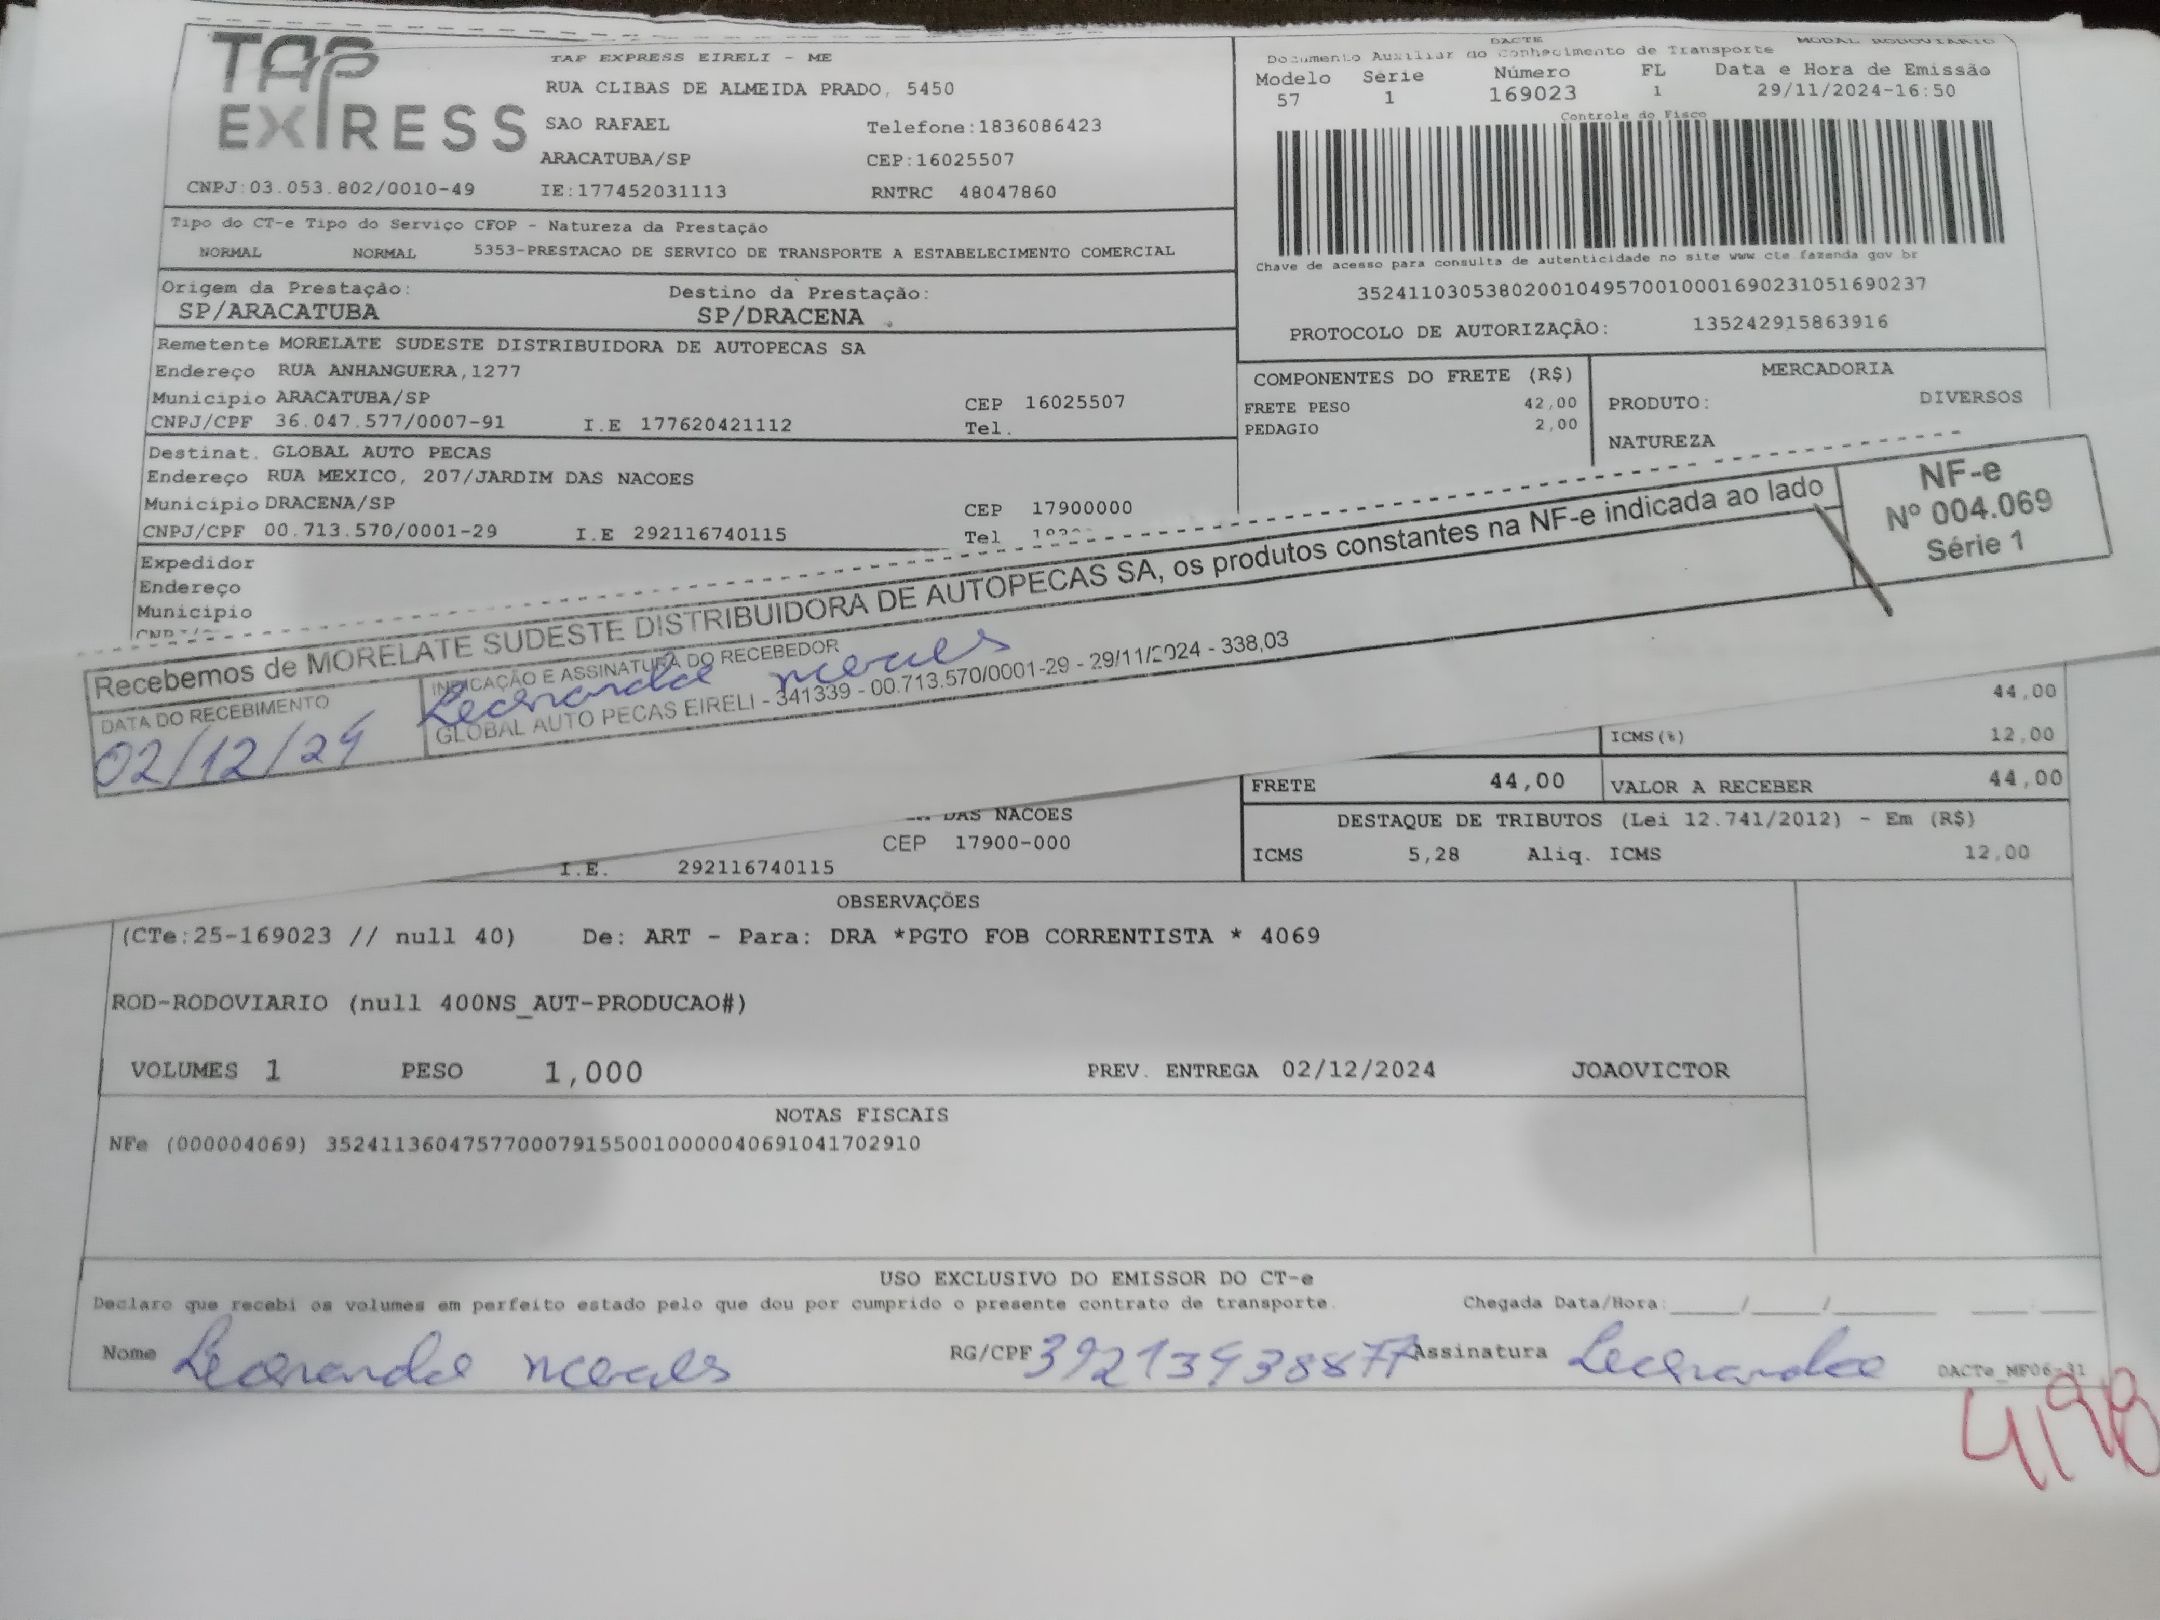 TAP EXPRESS
TAP EXPRESS EIRELI - ME
RUA CLIBAS DE ALMEIDA PRADO, 5450
SAO RAFAEL Telefone:1836086423
ARACATUBA/SP CEP:16025507
CNPJ:03.053.802/0010-49 IE:177452031113 RNTRC 48047860
DACTE MODAL RODOVIARIO
Documento Auxiliar do Conhecimento de Transporte
Modelo Série Número FL Data e Hora de Emissão
57 1 169023 1 29/11/2024-16:50
Controle do Fisco
Chave de acesso para consulta de autenticidade no site www cte.fazenda gov br
35241103053802001049570010001690231051690237
PROTOCOLO DE AUTORIZAÇÃO: 135242915863916
Tipo do CT-e Tipo do Serviço CFOP - Natureza da Prestação
NORMAL NORMAL 5353-PRESTACAO DE SERVICO DE TRANSPORTE A ESTABELECIMENTO COMERCIAL
Origem da Prestação: Destino da Prestação:
SP/ARACATUBA SP/DRACENA
Remetente MORELATE SUDESTE DISTRIBUIDORA DE AUTOPECAS SA
Endereço RUA ANHANGUERA,1277
Municipio ARACATUBA/SP CEP 16025507
CNPJ/CPF 36.047.577/0007-91 I.E 177620421112 Tel.
COMPONENTES DO FRETE (R$) MERCADORIA
FRETE PESO 42,00 PRODUTO: DIVERSOS
PEDAGIO 2,00 NATUREZA
Destinat. GLOBAL AUTO PECAS
Endereço RUA MEXICO, 207/JARDIM DAS NACOES
Municipio DRACENA/SP CEP 17900000
CNPJ/CPF 00.713.570/0001-29 I.E 292116740115 Tel
Expedidor
Endereço
Municipio
Recebemos de MORELATE SUDESTE DISTRIBUIDORA DE AUTOPECAS SA, os produtos constantes na NF-e indicada ao lado
NF-e
Nº 004.069
Série 1
DATA DO RECEBIMENTO INDICAÇÃO E ASSINATURA DO RECEBEDOR
02/12/24
GLOBAL AUTO PECAS EIRELI - 341339 - 00.713.570/0001-29 - 29/11/2024 - 338,03
44,00
ICMS(%) 12,00
FRETE 44,00 VALOR A RECEBER 44,00
DAS NACOES
CEP 17900-000
I.E. 292116740115
DESTAQUE DE TRIBUTOS (Lei 12.741/2012) - Em (R$)
ICMS 5,28 Aliq. ICMS 12,00
OBSERVAÇÕES
(CTe:25-169023 // null 40) De: ART - Para: DRA *PGTO FOB CORRENTISTA * 4069
ROD-RODOVIARIO (null 400NS_AUT-PRODUCAO#)
VOLUMES 1 PESO 1,000 PREV. ENTREGA 02/12/2024 JOAOVICTOR
NOTAS FISCAIS
NFe (000004069) 35241136047577000791550010000040691041702910
USO EXCLUSIVO DO EMISSOR DO CT-e
Declaro que recebi os volumes em perfeito estado pelo que dou por cumprido o presente contrato de transporte. Chegada Data/Hora:____/____/______ ____:____
Nome RG/CPF Assinatura DACTe_MF06-31